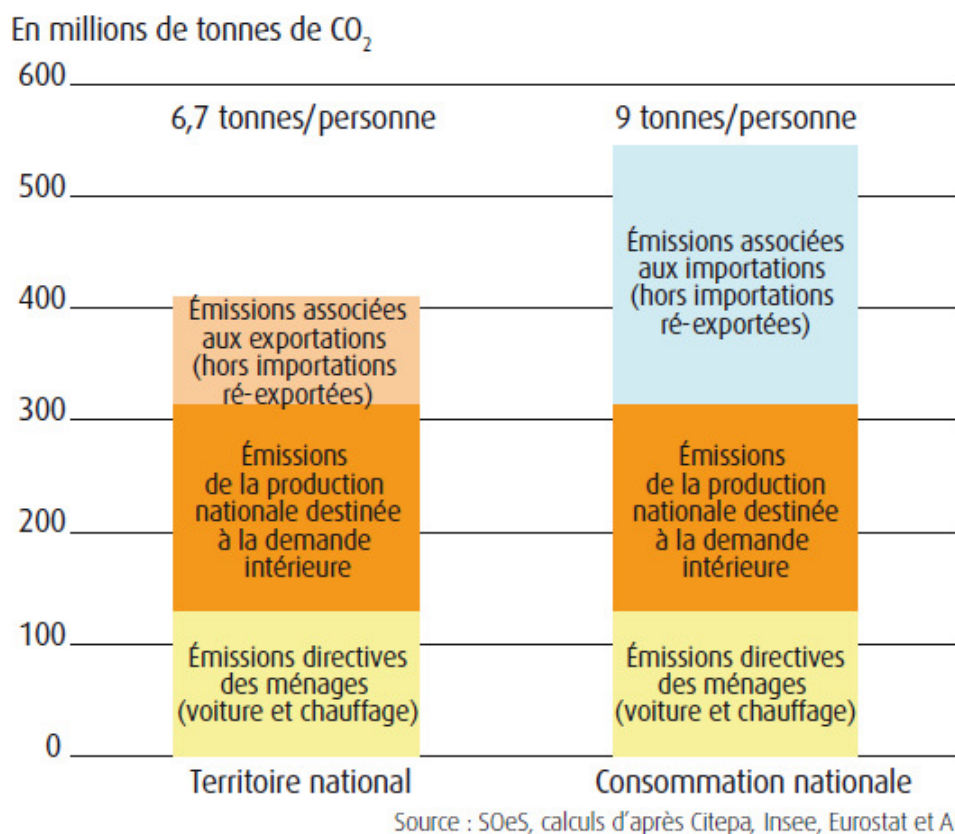 En millions de tonnes de CO₂
600
6,7 tonnes/personne
9 tonnes/personne
500
Émissions associées
aux importations
(hors importations
ré-exportées)
400
Émissions associées
aux exportations
(hors importations
ré-exportées)
300
Émissions
de la production
nationale destinée
à la demande
intérieure
Émissions
de la production
nationale destinée
à la demande
intérieure
200
100
Émissions directives
des ménages
(voiture et chauffage)
Émissions directives
des ménages
(voiture et chauffage)
0
Territoire national
Consommation nationale
Source : SOeS, calculs d'après Citepa, Insee, Eurostat et A